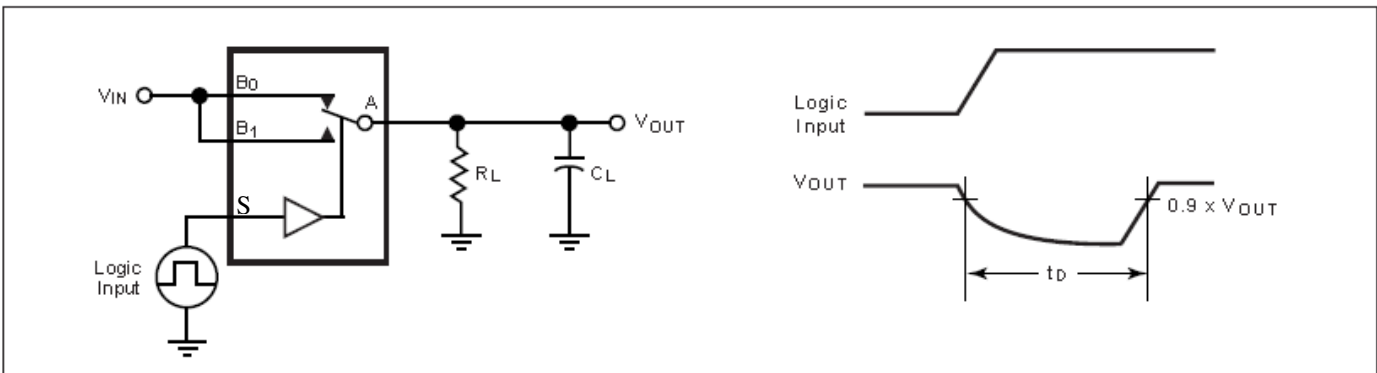 VIN
B0
B1
A
VOUT
RL
CL
S
Logic
Input
Logic
Input
VOUT
0.9 x VOUT
tD